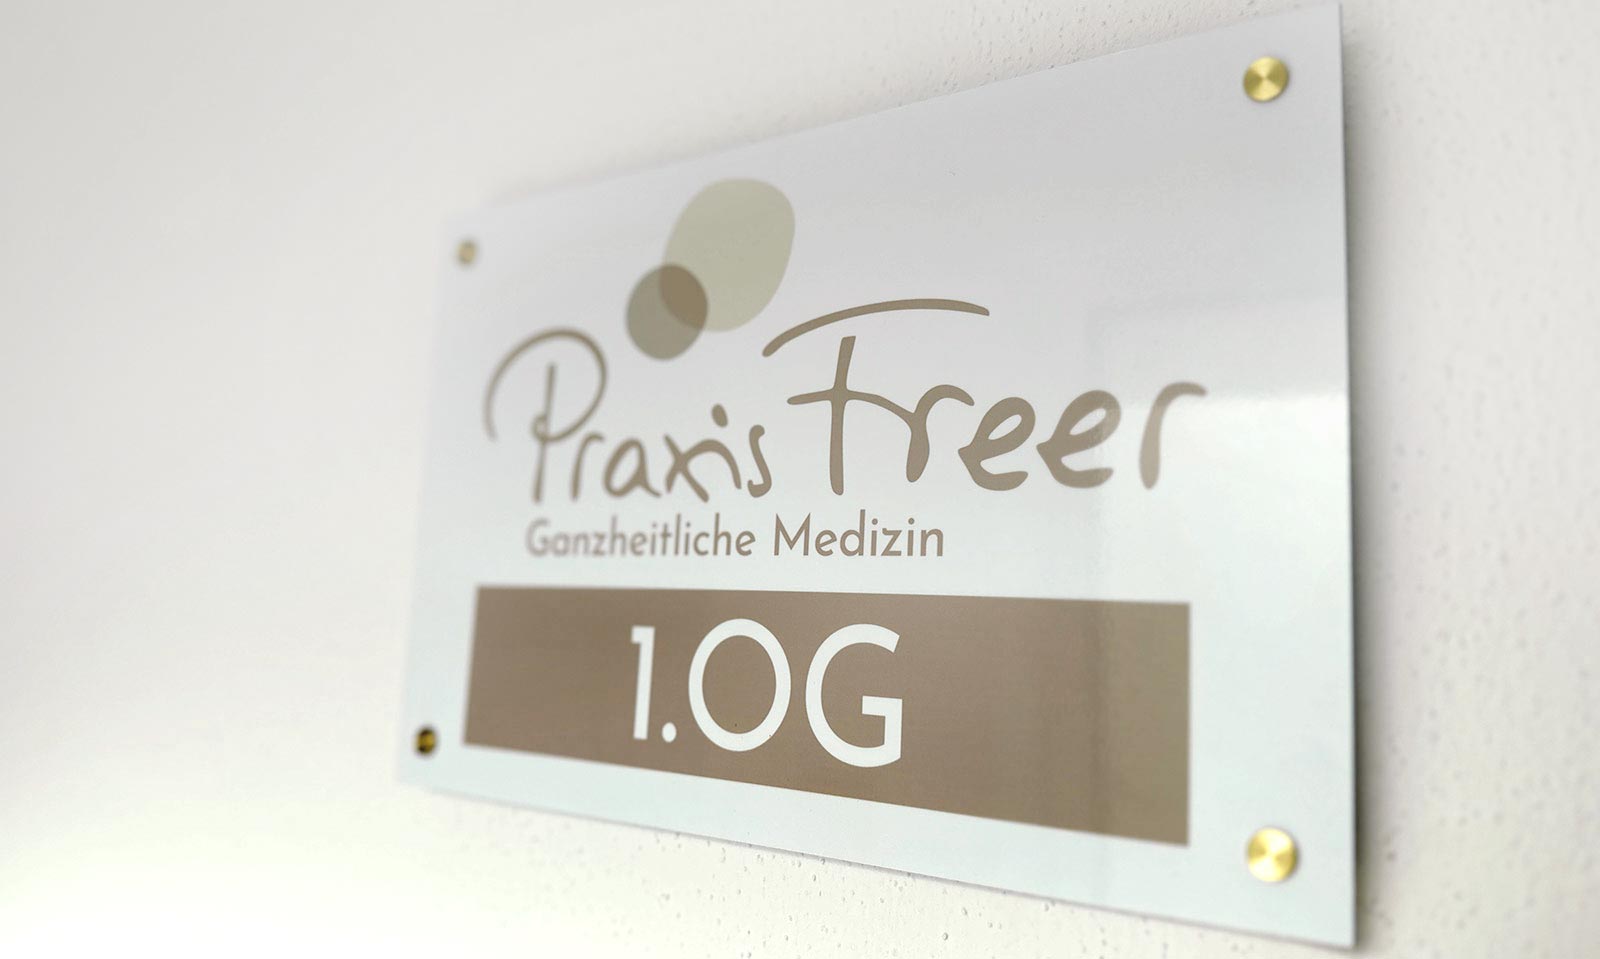 Praxis Freer
Ganzheitliche Medizin
1.OG